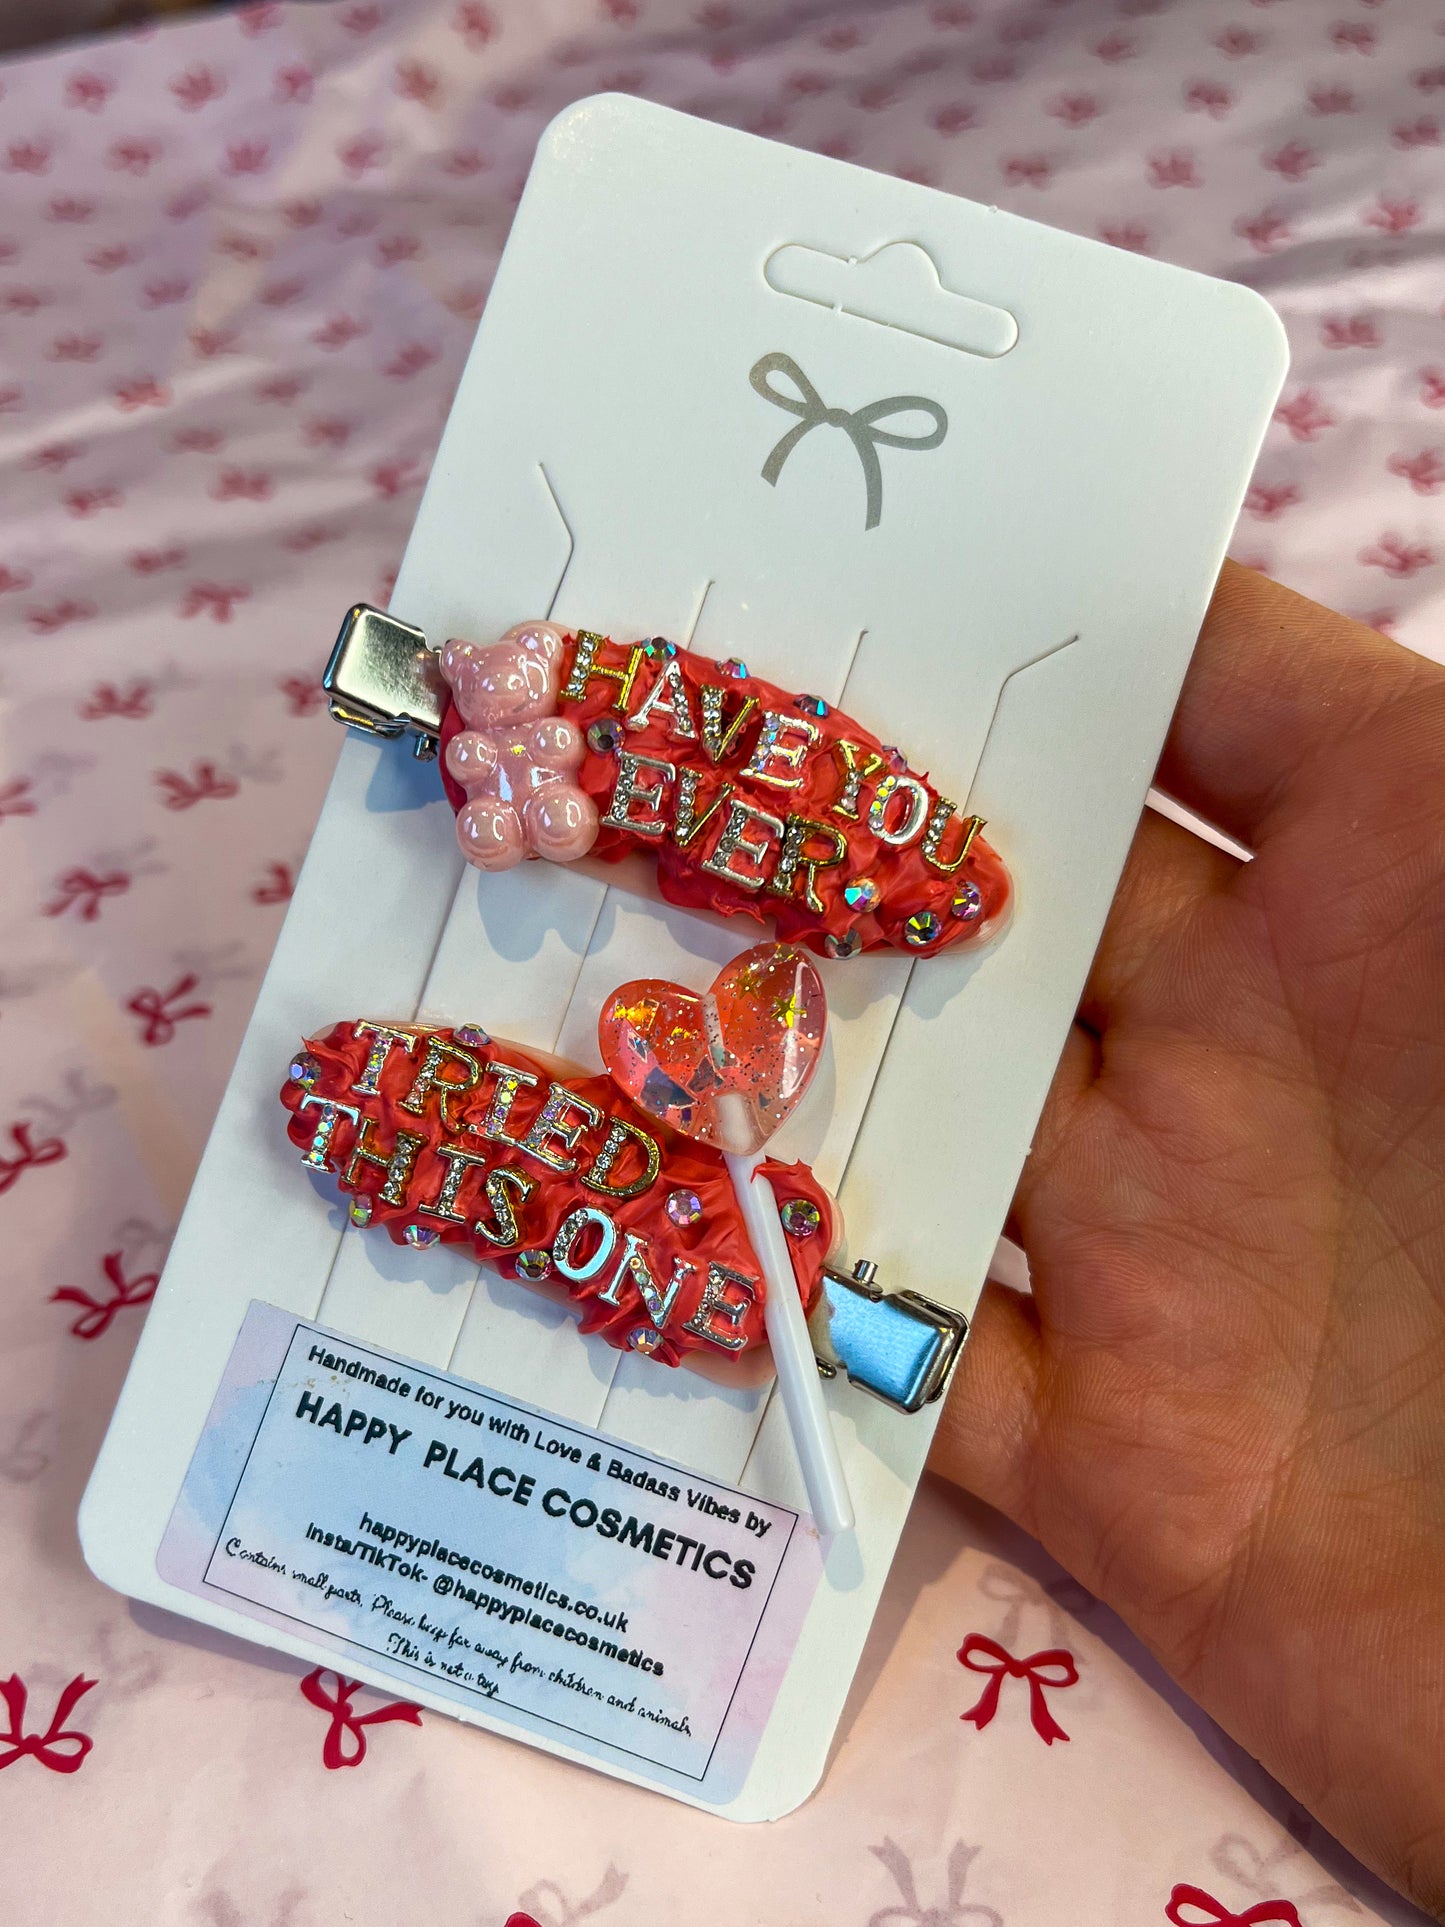 HAVE YOU
EVER
TRIED
THIS ONE
Handmade for you with Love & Badass Vibes by
HAPPY PLACE COSMETICS
happyplacecosmetics.co.uk
Insta/TikTok- @happyplacecosmetics
Contains small parts, Please keep far away from children and animals,
This is not a toy